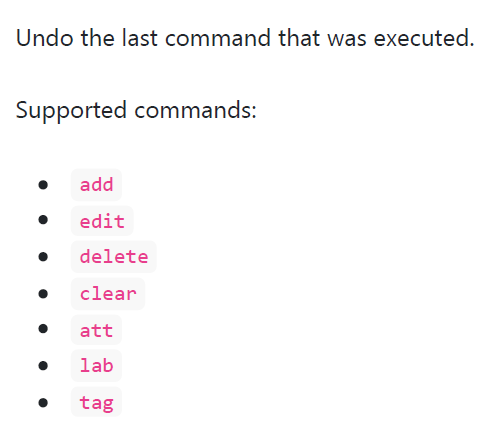 Undo the last command that was executed.
Supported commands:
add
edit
delete
clear
att
lab
tag